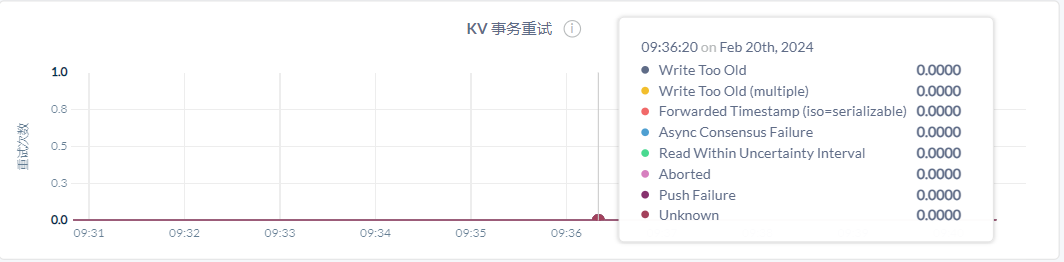 KV 事务重试
重试次数
1.0
0.8
0.5
0.3
0.0
09:31 09:32 09:33 09:34 09:35 09:36
09:36:20 on Feb 20th, 2024
Write Too Old 0.0000
Write Too Old (multiple) 0.0000
Forwarded Timestamp (iso=serializable) 0.0000
Async Consensus Failure 0.0000
Read Within Uncertainty Interval 0.0000
Aborted 0.0000
Push Failure 0.0000
Unknown 0.0000